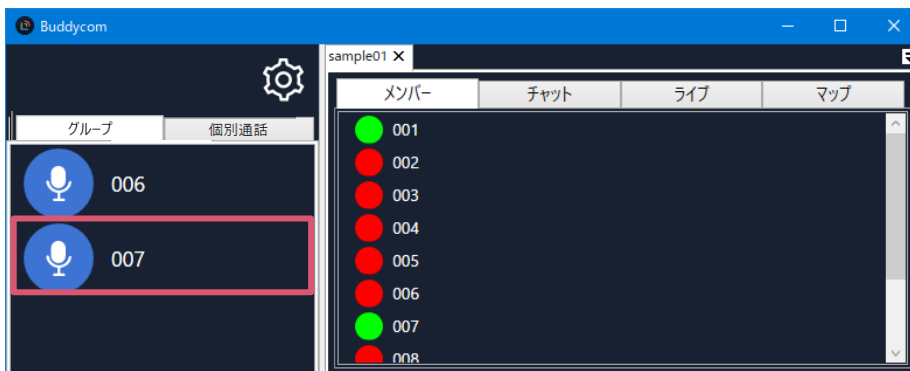 Buddycom
sample01
グループ
個別通話
006
007
メンバー
チャット
ライブ
マップ
001
002
003
004
005
006
007
008